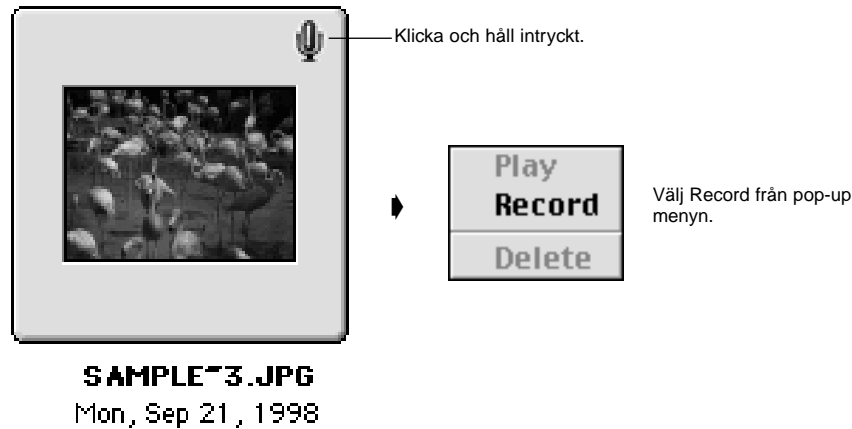 Klicka och håll intryckt.
Play
Record
Delete
Välj Record från pop-up
menyn.
SAMPLE~3.JPG
Mon, Sep 21, 1998